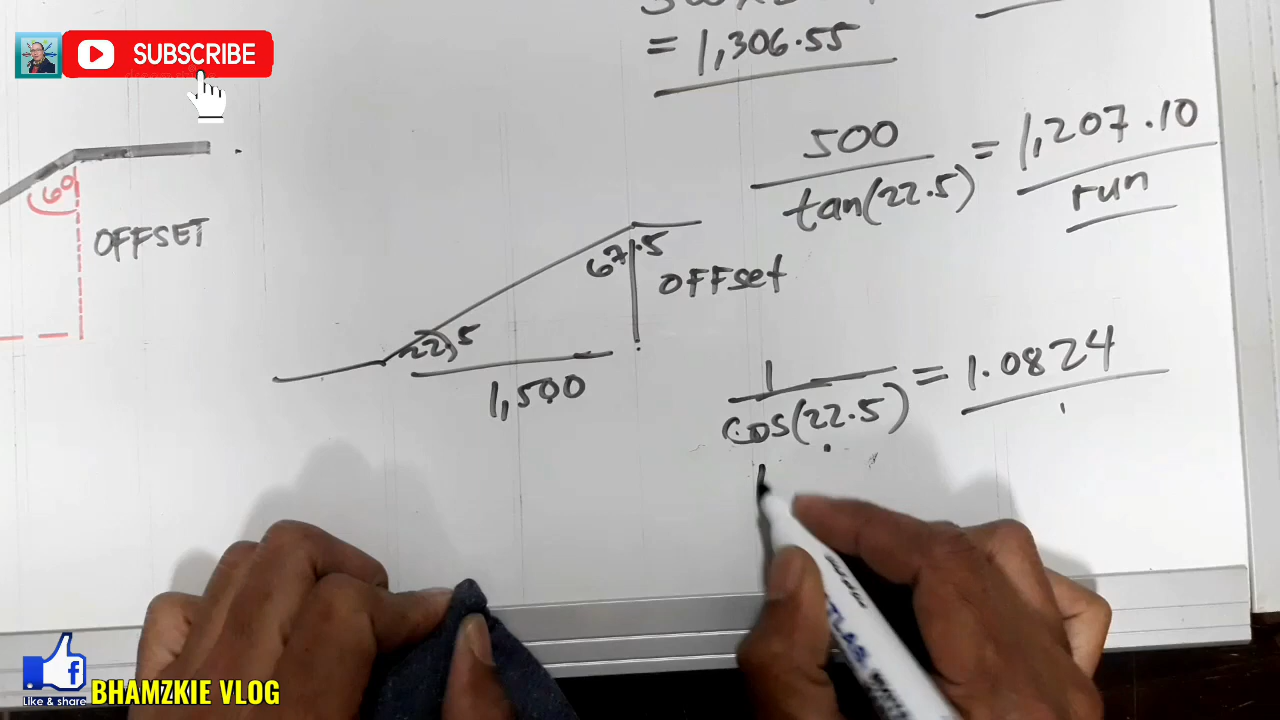 SUBSCRIBE
= 1,306.55
500
tan(22.5)
= 1,207.10
run
60
OFFSET
67.5
OFFset
22.5
1,500
1
cos(22.5)
= 1.0824
Like & share
BHAMZKIE VLOG